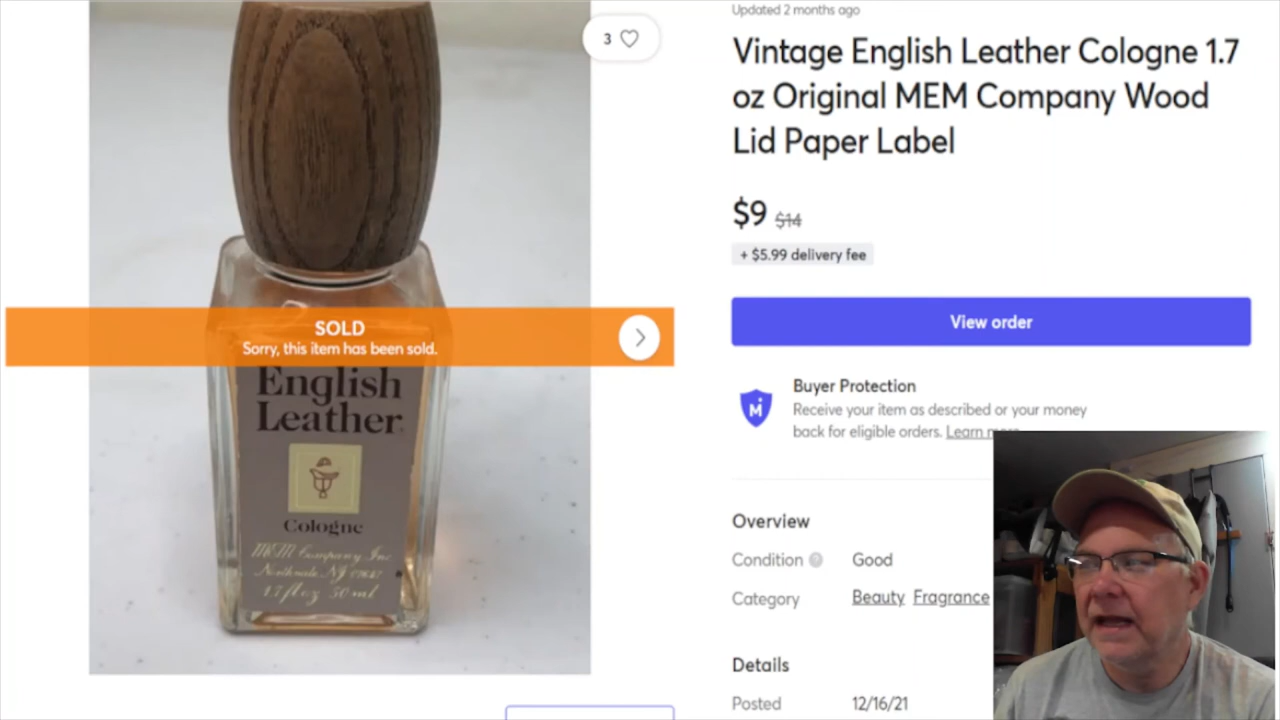 Updated 2 months ago
3
Vintage English Leather Cologne 1.7
oz Original MEM Company Wood
Lid Paper Label
$9 $14
+ $5.99 delivery fee
SOLD
Sorry, this item has been sold.
View order
English
Leather
Cologne
MEM Company Inc
Northvale, NJ 07647
1.7 fl oz 50 ml
M
Buyer Protection
Receive your item as described or your money
back for eligible orders. Learn more
Overview
Condition ? Good
Category Beauty Fragrance
Details
Posted 12/16/21